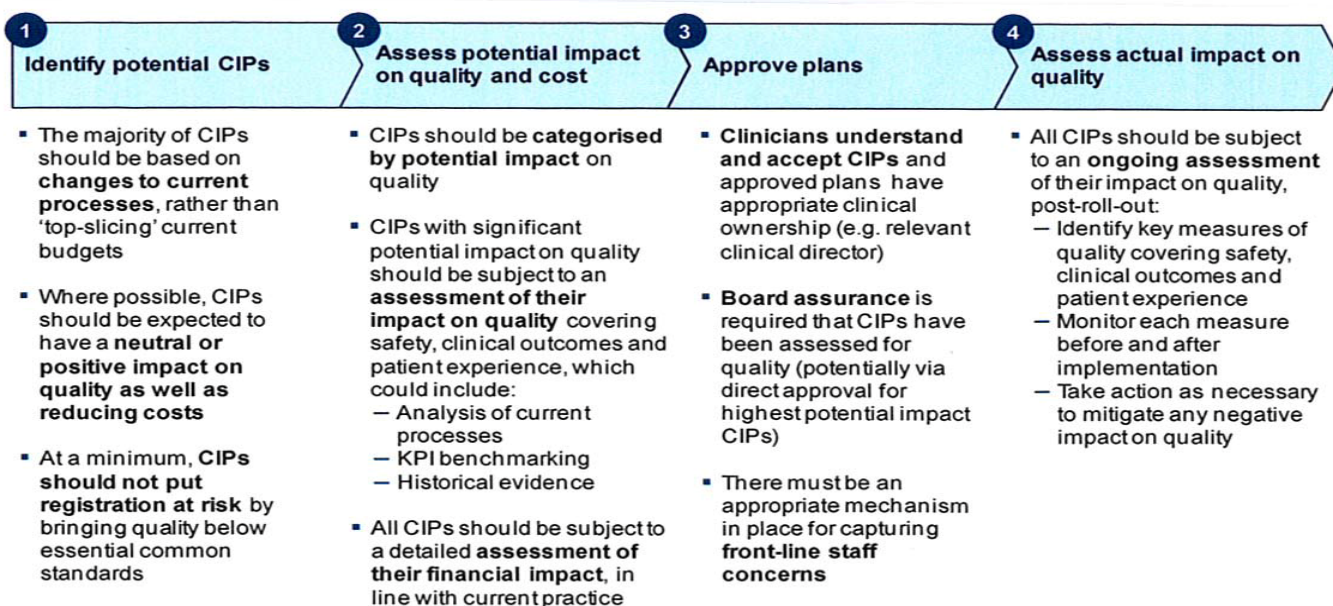 1
Identify potential CIPs
2
Assess potential impact
on quality and cost
3
Approve plans
4
Assess actual impact on
quality
▪ The majority of CIPs
should be based on
changes to current
processes, rather than
‘top-slicing’ current
budgets
▪ Where possible, CIPs
should be expected to
have a neutral or
positive impact on
quality as well as
reducing costs
▪ At a minimum, CIPs
should not put
registration at risk by
bringing quality below
essential common
standards
▪ CIPs should be categorised
by potential impact on
quality
▪ CIPs with significant
potential impact on quality
should be subject to an
assessment of their
impact on quality covering
safety, clinical outcomes and
patient experience, which
could include:
– Analysis of current
processes
– KPI benchmarking
– Historical evidence
▪ All CIPs should be subject to
a detailed assessment of
their financial impact, in
line with current practice
▪ Clinicians understand
and accept CIPs and
approved plans have
appropriate clinical
ownership (e.g. relevant
clinical director)
▪ Board assurance is
required that CIPs have
been assessed for
quality (potentially via
direct approval for
highest potential impact
CIPs)
▪ There must be an
appropriate mechanism
in place for capturing
front-line staff
concerns
▪ All CIPs should be subject
to an ongoing assessment
of their impact on quality,
post-roll-out:
– Identify key measures of
quality covering safety,
clinical outcomes and
patient experience
– Monitor each measure
before and after
implementation
– Take action as necessary
to mitigate any negative
impact on quality